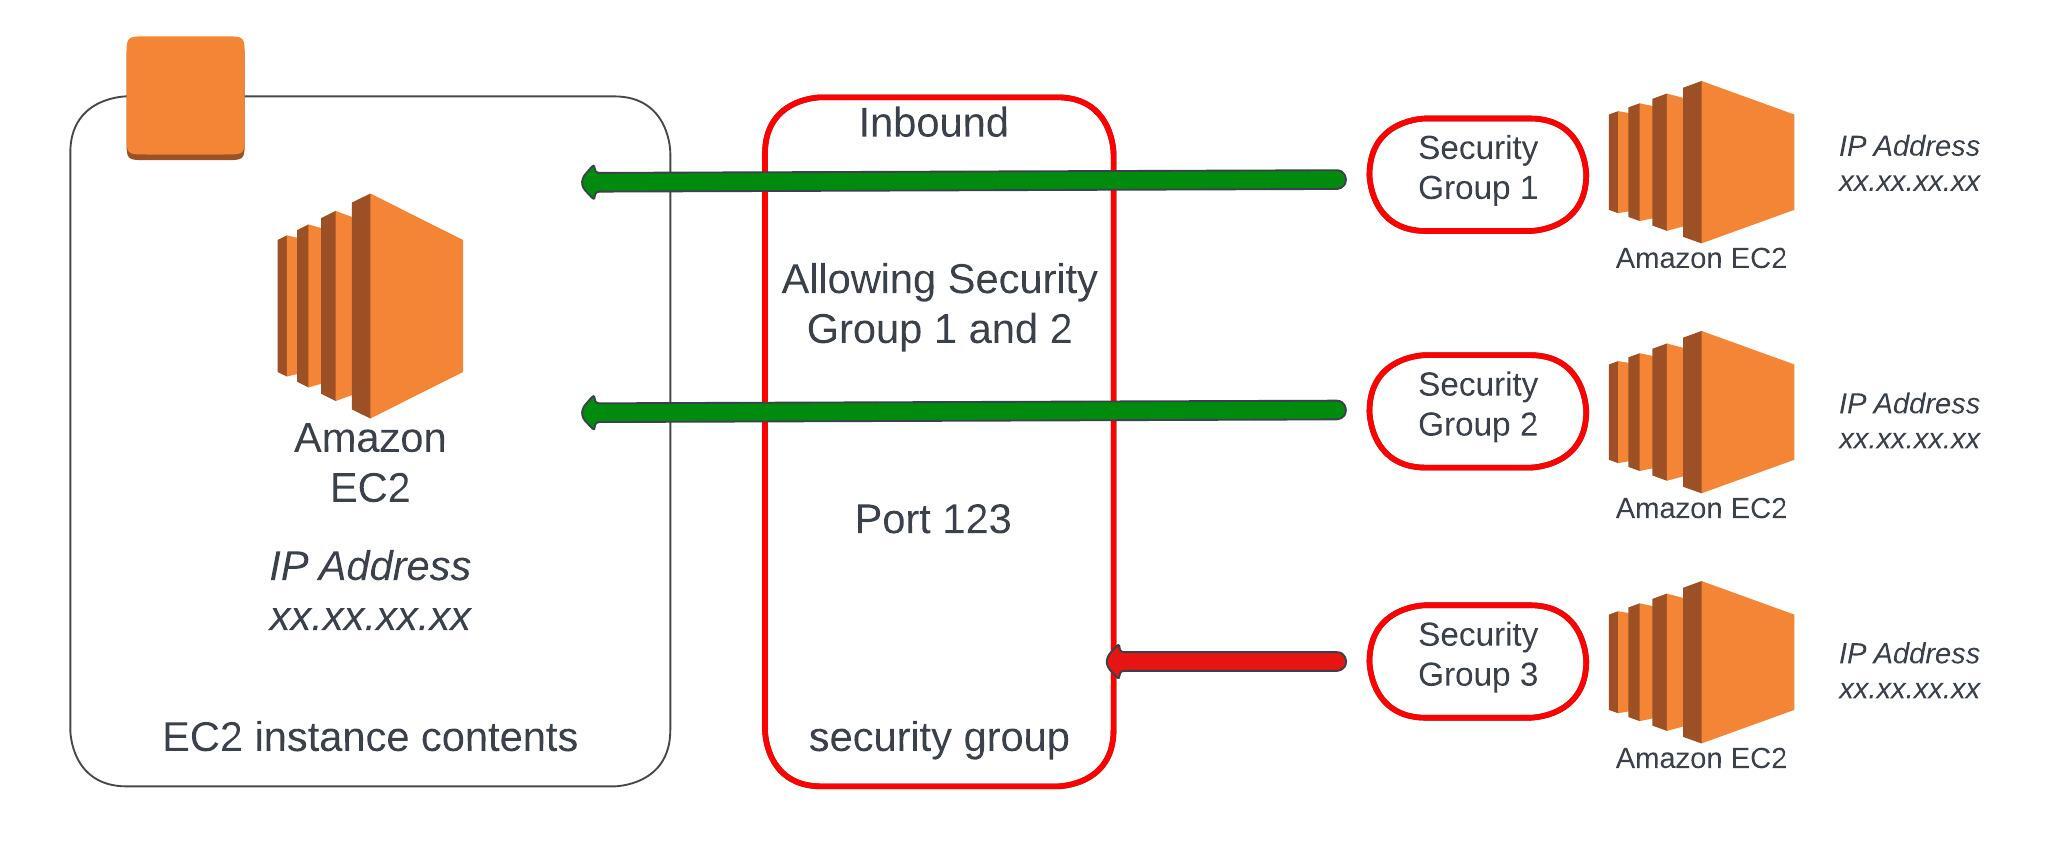 Inbound
Allowing Security
Group 1 and 2
Port 123
security group
Amazon
EC2
IP Address
xx.xx.xx.xx
EC2 instance contents
Security
Group 1
Amazon EC2
IP Address
xx.xx.xx.xx
Security
Group 2
Amazon EC2
IP Address
xx.xx.xx.xx
Security
Group 3
Amazon EC2
IP Address
xx.xx.xx.xx